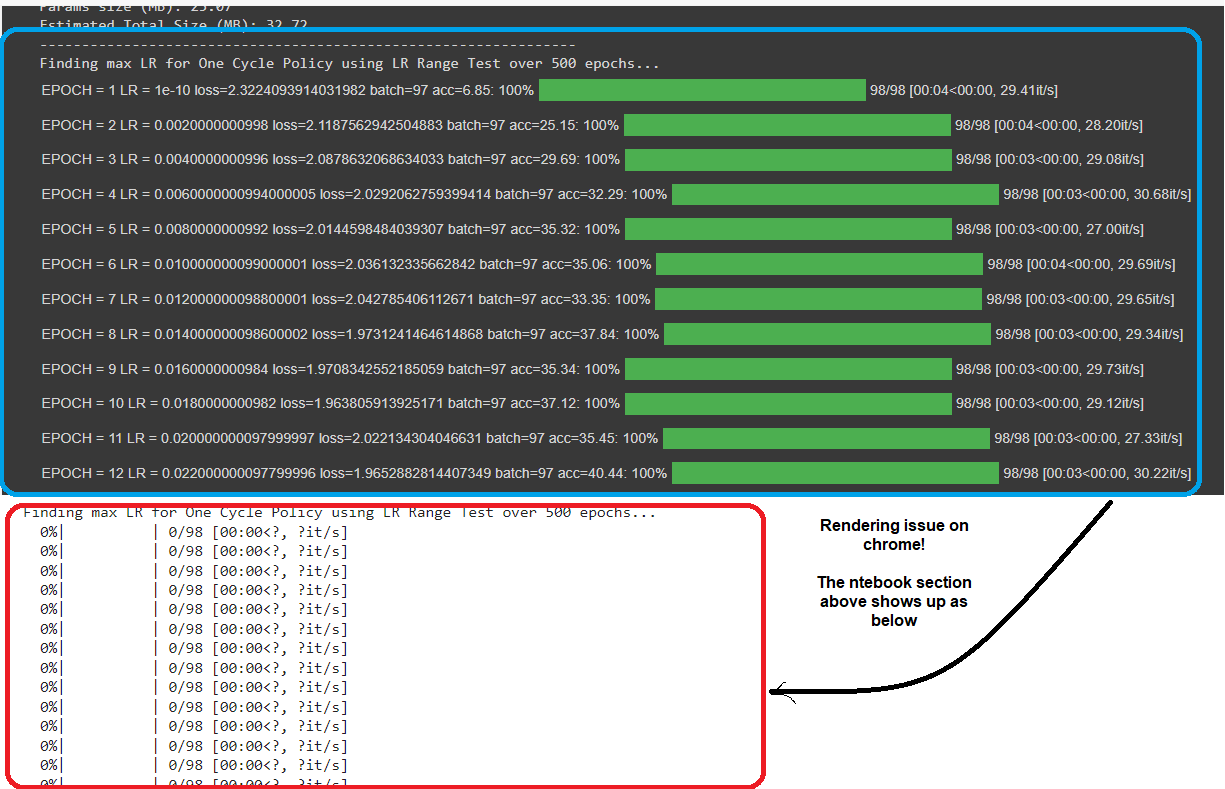 Params size (MB): 25.07
Estimated Total Size (MB): 32.72
----------------------------------------------------------------
Finding max LR for One Cycle Policy using LR Range Test over 500 epochs...
EPOCH = 1 LR = 1e-10 loss=2.3224093914031982 batch=97 acc=6.85: 100% 98/98 [00:04<00:00, 29.41it/s]
EPOCH = 2 LR = 0.0020000000998 loss=2.1187562942504883 batch=97 acc=25.15: 100% 98/98 [00:04<00:00, 28.20it/s]
EPOCH = 3 LR = 0.0040000000996 loss=2.0878632068634033 batch=97 acc=29.69: 100% 98/98 [00:03<00:00, 29.08it/s]
EPOCH = 4 LR = 0.0060000000994000005 loss=2.0292062759399414 batch=97 acc=32.29: 100% 98/98 [00:03<00:00, 30.68it/s]
EPOCH = 5 LR = 0.0080000000992 loss=2.0144598484039307 batch=97 acc=35.32: 100% 98/98 [00:03<00:00, 27.00it/s]
EPOCH = 6 LR = 0.010000000099000001 loss=2.036132335662842 batch=97 acc=35.06: 100% 98/98 [00:04<00:00, 29.69it/s]
EPOCH = 7 LR = 0.012000000098800001 loss=2.042785406112671 batch=97 acc=33.35: 100% 98/98 [00:03<00:00, 29.65it/s]
EPOCH = 8 LR = 0.014000000098600002 loss=1.9731241464614868 batch=97 acc=37.84: 100% 98/98 [00:03<00:00, 29.34it/s]
EPOCH = 9 LR = 0.0160000000984 loss=1.9708342552185059 batch=97 acc=35.34: 100% 98/98 [00:03<00:00, 29.73it/s]
EPOCH = 10 LR = 0.0180000000982 loss=1.963805913925171 batch=97 acc=37.12: 100% 98/98 [00:03<00:00, 29.12it/s]
EPOCH = 11 LR = 0.020000000097999997 loss=2.022134304046631 batch=97 acc=35.45: 100% 98/98 [00:03<00:00, 27.33it/s]
EPOCH = 12 LR = 0.022000000097799996 loss=1.9652882814407349 batch=97 acc=40.44: 100% 98/98 [00:03<00:00, 30.22it/s]
Finding max LR for One Cycle Policy using LR Range Test over 500 epochs...
0%| | 0/98 [00:00<?, ?it/s]
0%| | 0/98 [00:00<?, ?it/s]
0%| | 0/98 [00:00<?, ?it/s]
0%| | 0/98 [00:00<?, ?it/s]
0%| | 0/98 [00:00<?, ?it/s]
0%| | 0/98 [00:00<?, ?it/s]
0%| | 0/98 [00:00<?, ?it/s]
0%| | 0/98 [00:00<?, ?it/s]
0%| | 0/98 [00:00<?, ?it/s]
0%| | 0/98 [00:00<?, ?it/s]
0%| | 0/98 [00:00<?, ?it/s]
0%| | 0/98 [00:00<?, ?it/s]
0%| | 0/98 [00:00<?, ?it/s]
0%| | 0/98 [00:00<?, ?it/s]
Rendering issue on
chrome!
The ntebook section
above shows up as
below